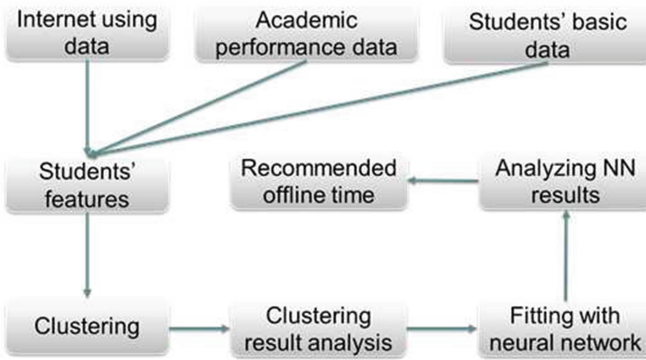 Internet using
data
Academic
performance data
Students' basic
data
Students'
features
Recommended
offline time
Analyzing NN
results
Clustering
Clustering
result analysis
Fitting with
neural network